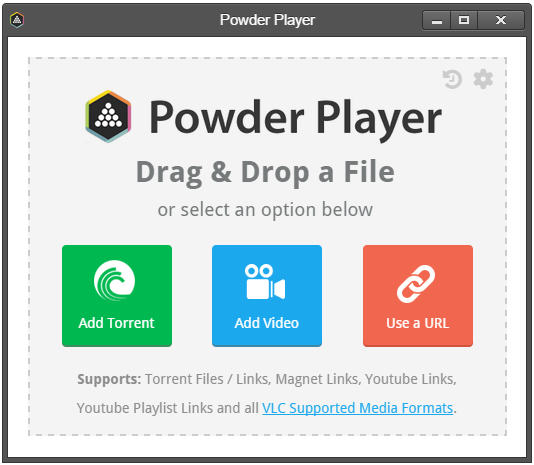 Powder Player
Powder Player
Drag & Drop a File
or select an option below
Add Torrent
Add Video
Use a URL
Supports: Torrent Files / Links, Magnet Links, Youtube Links,
Youtube Playlist Links and all VLC Supported Media Formats.